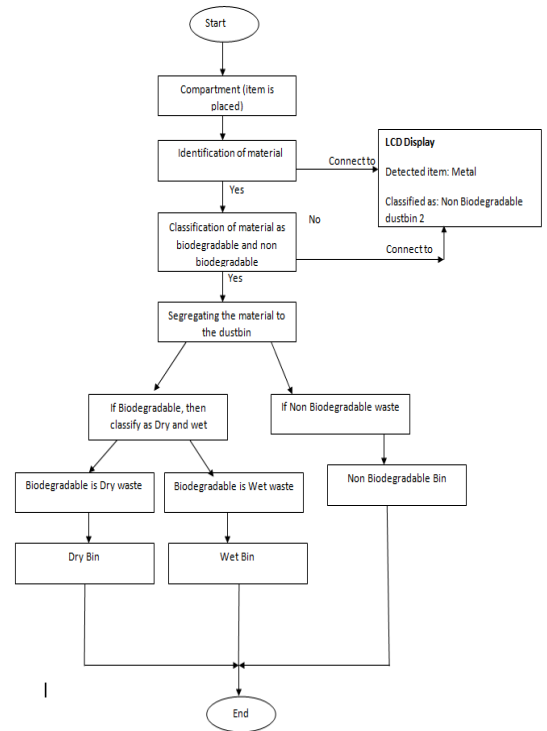 Start
Compartment (item is
placed)
Identification of material
Connect to
LCD Display
Detected item: Metal
Classified as: Non Biodegradable
dustbin 2
Yes
No
Classification of material as
biodegradable and non
biodegradable
Connect to
Yes
Segregating the material to
the dustbin
If Biodegradable, then
classify as Dry and wet
If Non Biodegradable waste
Biodegradable is Dry waste
Biodegradable is Wet waste
Non Biodegradable Bin
Dry Bin
Wet Bin
End